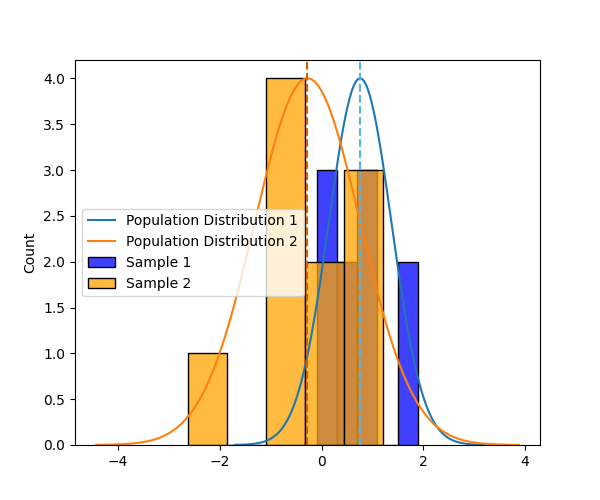 4.0
3.5
3.0
2.5
2.0
1.5
1.0
0.5
0.0
Count
Population Distribution 1
Population Distribution 2
Sample 1
Sample 2
−4 −2 0 2 4